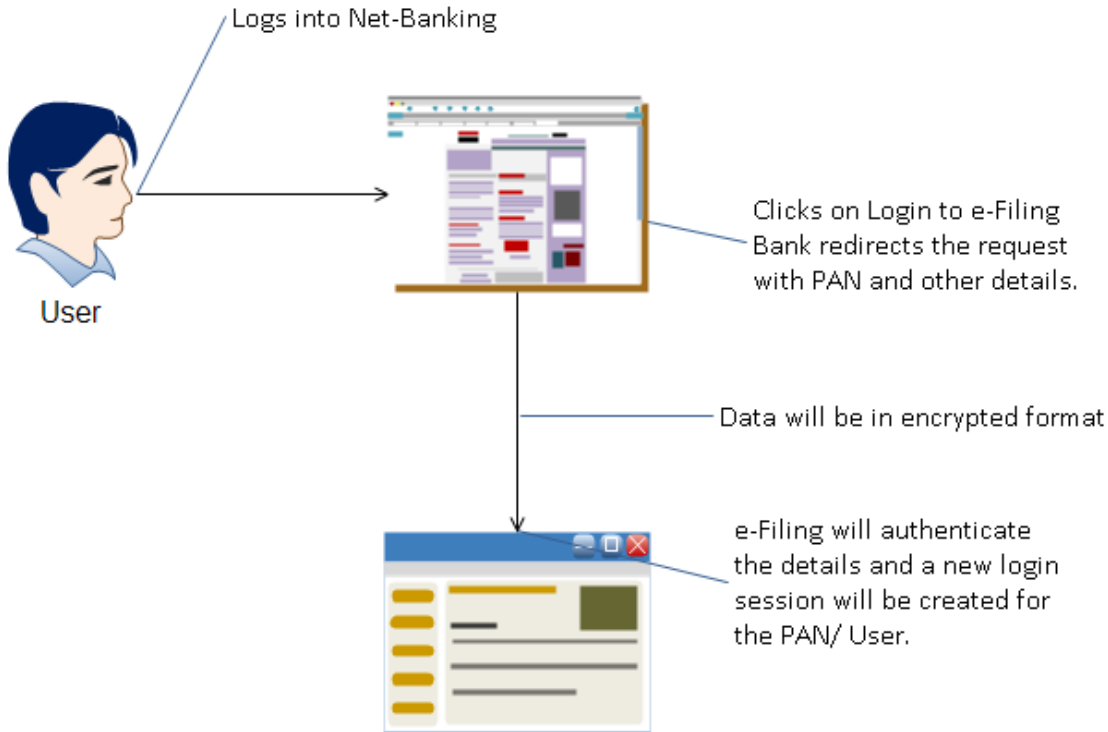 Logs into Net-Banking
User
Clicks on Login to e-Filing
Bank redirects the request
with PAN and other details.
Data will be in encrypted format
e-Filing will authenticate
the details and a new login
session will be created for
the PAN/ User.